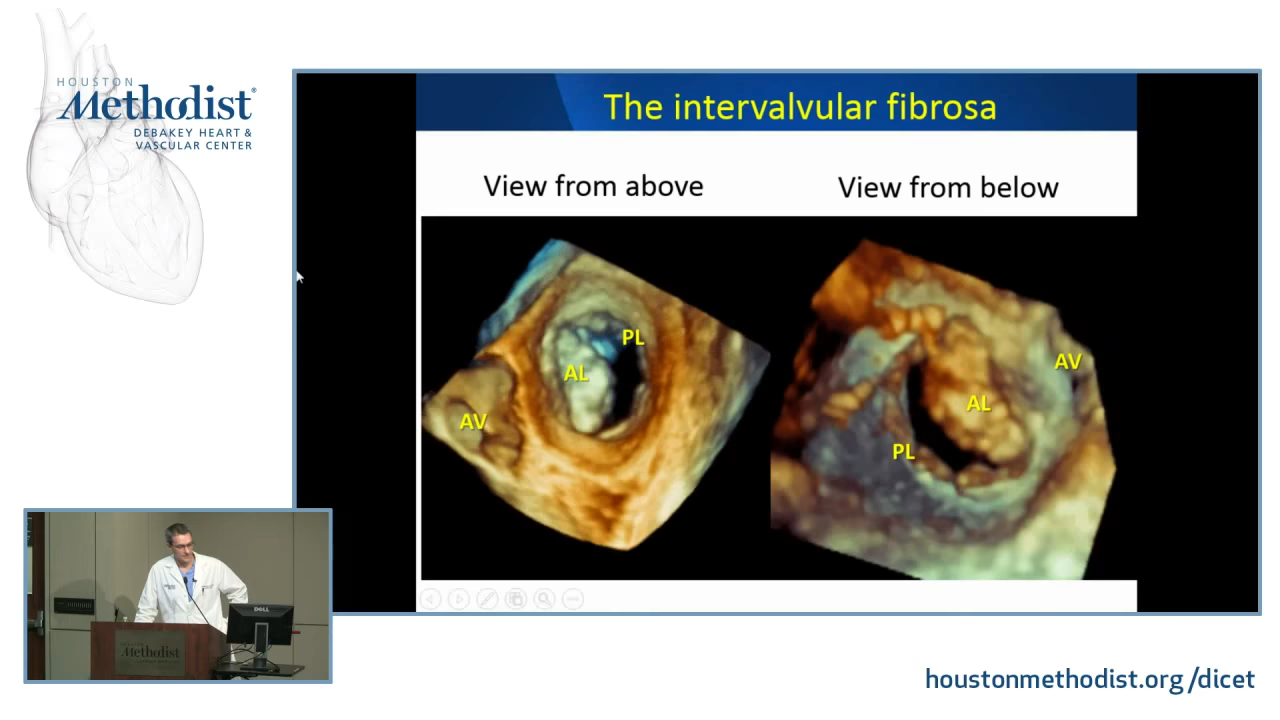 HOUSTON
Methodist®
DEBAKEY HEART &
VASCULAR CENTER
The intervalvular fibrosa
View from above
View from below
PL
AL
AV
AV
AL
PL
DELL
Methodist
houstonmethodist.org/dicet